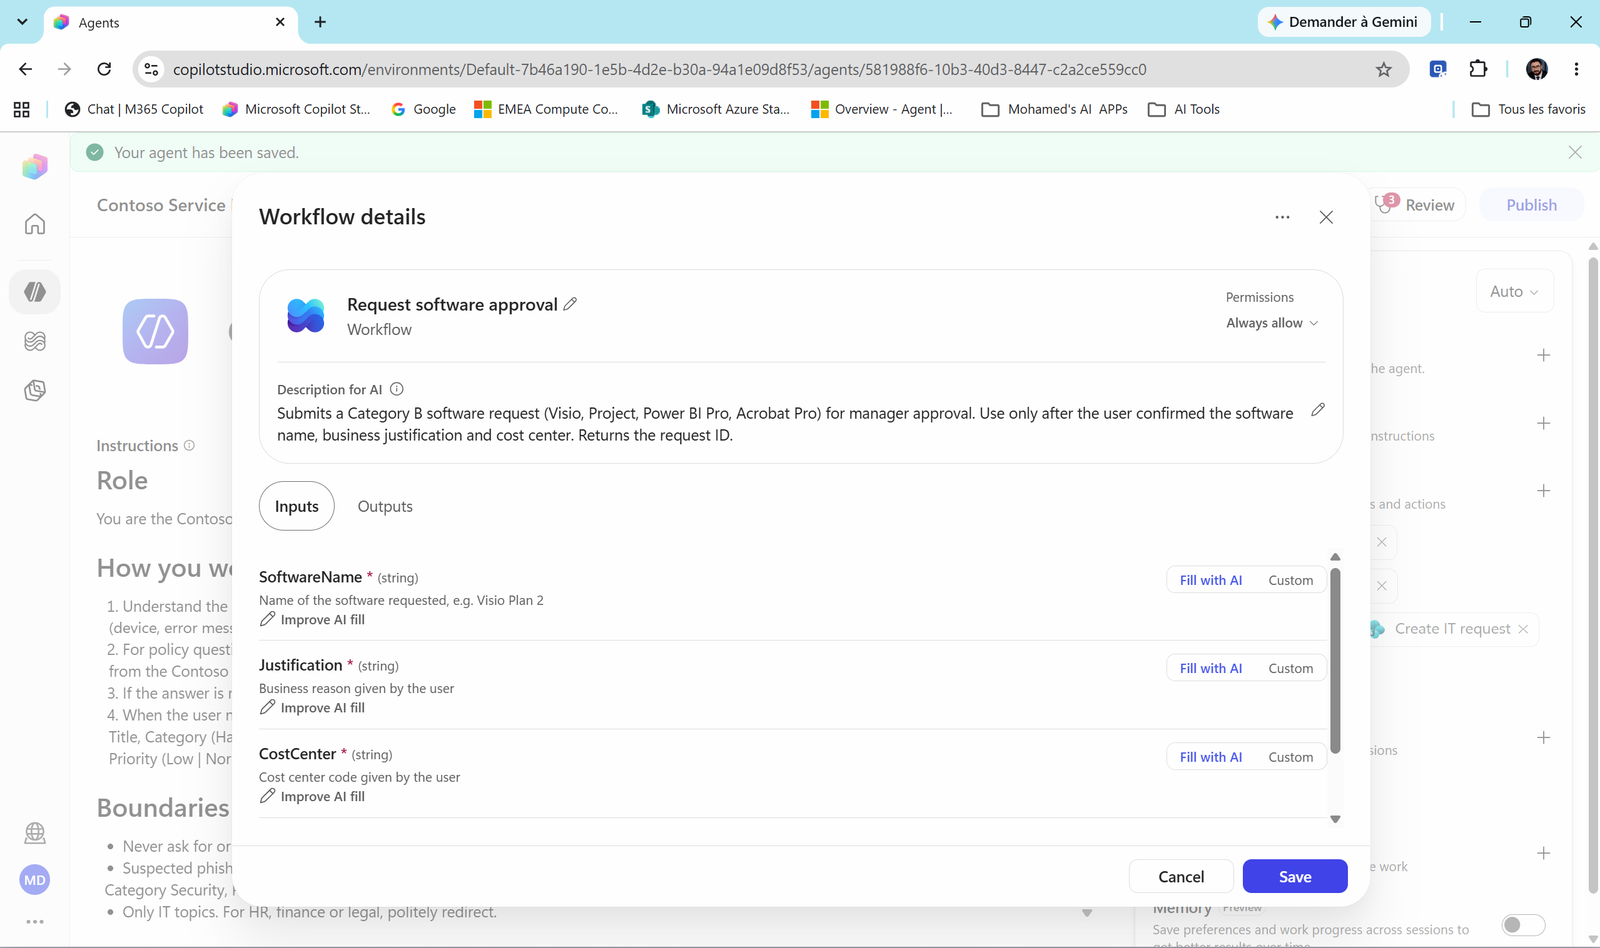 Agents
Demander à Gemini
copilotstudio.microsoft.com/environments/Default-7b46a190-1e5b-4d2e-b30a-94a1e09d8f53/agents/581988f6-10b3-40d3-8447-c2a2ce559cc0
Chat | M365 Copilot
Microsoft Copilot St...
Google
EMEA Compute Co...
Microsoft Azure Sta...
Overview - Agent |...
Mohamed's AI APPs
AI Tools
Tous les favoris
Your agent has been saved.
Contoso Service
3
Review
Publish
Workflow details
Request software approval
Workflow
Permissions
Always allow
Auto
Description for AI
Submits a Category B software request (Visio, Project, Power BI Pro, Acrobat Pro) for manager approval. Use only after the user confirmed the software
name, business justification and cost center. Returns the request ID.
he agent.
nstructions
s and actions
Create IT request
sions
e work
Inputs
Outputs
SoftwareName * (string)
Name of the software requested, e.g. Visio Plan 2
Improve AI fill
Fill with AI
Custom
Justification * (string)
Business reason given by the user
Improve AI fill
Fill with AI
Custom
CostCenter * (string)
Cost center code given by the user
Improve AI fill
Fill with AI
Custom
Cancel
Save
Instructions
Role
You are the Contoso
How you w
1. Understand the
(device, error mess
2. For policy questi
from the Contoso
3. If the answer is
4. When the user
Title, Category (Ha
Priority (Low | Nor
Boundaries
Never ask for or
Suspected phish
Category Security,
Only IT topics. For HR, finance or legal, politely redirect.
MD
Memory
Preview
Save preferences and work progress across sessions to
get better results over time.